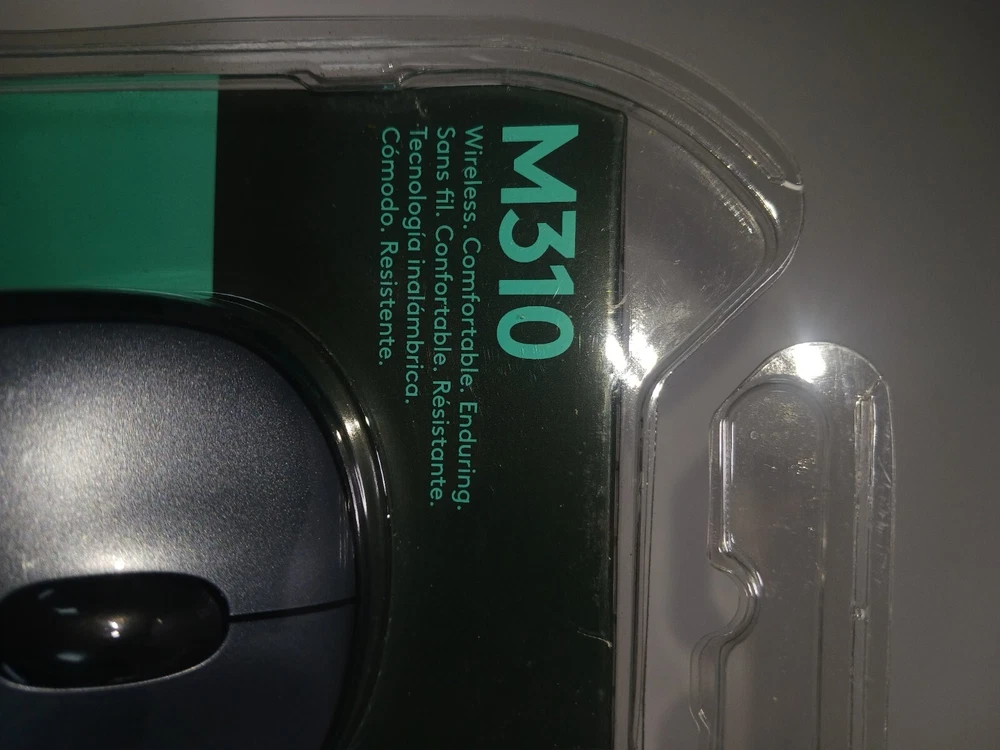 M310
Wireless. Comfortable. Enduring.
Sans fil. Confortable. Résistante.
Tecnología inalámbrica.
Cómodo. Resistente.